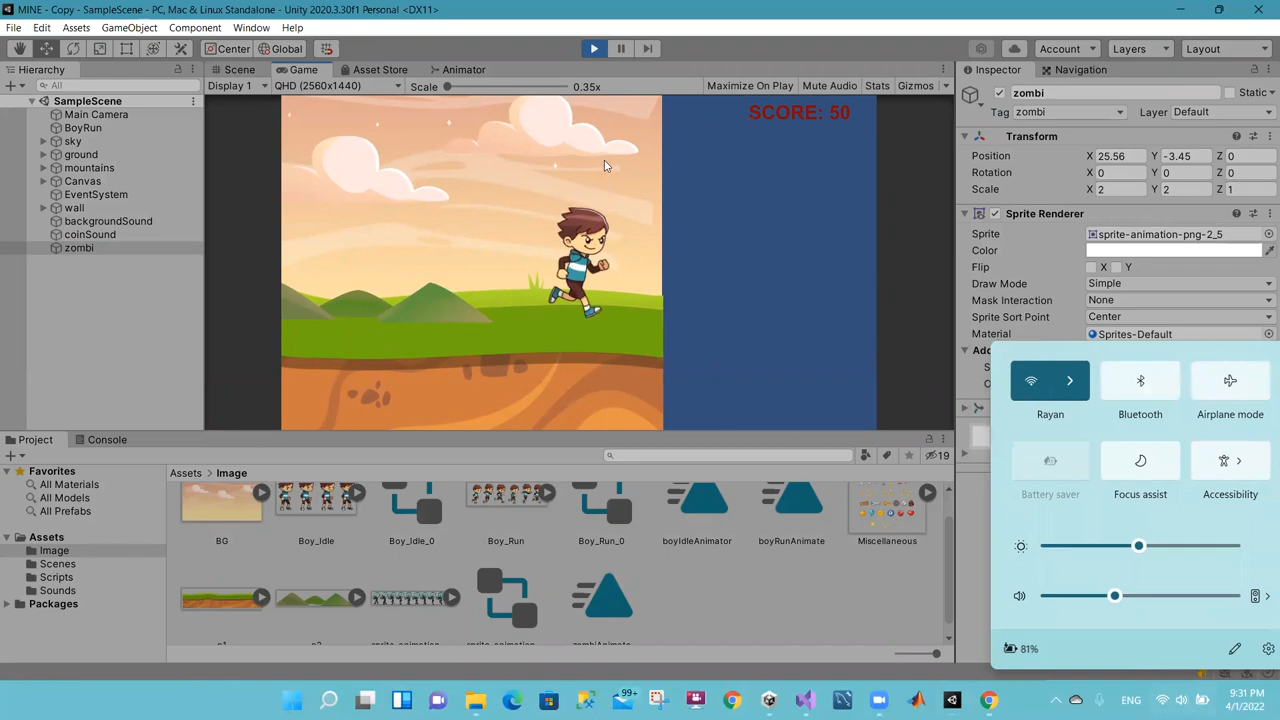 MINE - Copy - SampleScene - PC, Mac & Linux Standalone - Unity 2020.3.30f1 Personal <DX11>
File Edit Assets GameObject Component Window Help
Center Global Account Layers Layout
Hierarchy
All
SampleScene
Main Camera
BoyRun
sky
ground
mountains
Canvas
EventSystem
wall
backgroundSound
coinSound
zombi
Scene Game Asset Store Animator
Display 1 QHD (2560x1440) Scale 0.35x Maximize On Play Mute Audio Stats Gizmos
SCORE: 50
Inspector Navigation
zombi Static
Tag zombi Layer Default
Transform
Position X 25.56 Y -3.45 Z 0
Rotation X 0 Y 0 Z 0
Scale X 2 Y 2 Z 1
Sprite Renderer
Sprite sprite-animation-png-2_5
Color
Flip X Y
Draw Mode Simple
Mask Interaction None
Sprite Sort Point Center
Material Sprites-Default
Project Console
19
Favorites
All Materials
All Models
All Prefabs
Assets
Image
Scenes
Scripts
Sounds
Packages
Assets > Image
BG Boy_Idle Boy_Idle_0 Boy_Run Boy_Run_0 boyIdleAnimator boyRunAnimate Miscellaneous
Rayan Bluetooth Airplane mode
Battery saver Focus assist Accessibility
81%
99+
ENG
9:31 PM
4/1/2022